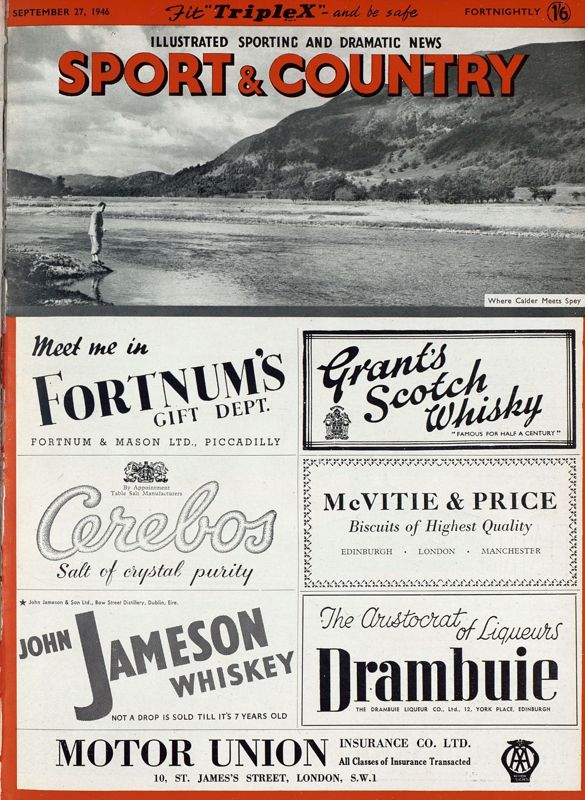 SEPTEMBER 27, 1946
Fit "TripleX" - and be safe
FORTNIGHTLY 1/6
ILLUSTRATED SPORTING AND DRAMATIC NEWS
SPORT & COUNTRY
Where Calder Meets Spey
Meet me in
FORTNUM'S
GIFT DEPT.
FORTNUM & MASON LTD., PICCADILLY
Grant's
Scotch
Whisky
"FAMOUS FOR HALF A CENTURY"
By Appointment
Table Salt Manufacturers
Cerebos
Salt of crystal purity
McVITIE & PRICE
Biscuits of Highest Quality
EDINBURGH · LONDON · MANCHESTER
★ John Jameson & Son Ltd., Bow Street Distillery, Dublin, Eire.
JOHN JAMESON
WHISKEY
NOT A DROP IS SOLD TILL IT'S 7 YEARS OLD
The Aristocrat
of Liqueurs
Drambuie
THE DRAMBUIE LIQUEUR CO., Ltd., 12, YORK PLACE, EDINBURGH
MOTOR UNION INSURANCE CO. LTD.
All Classes of Insurance Transacted
10, ST. JAMES'S STREET, LONDON, S.W.1